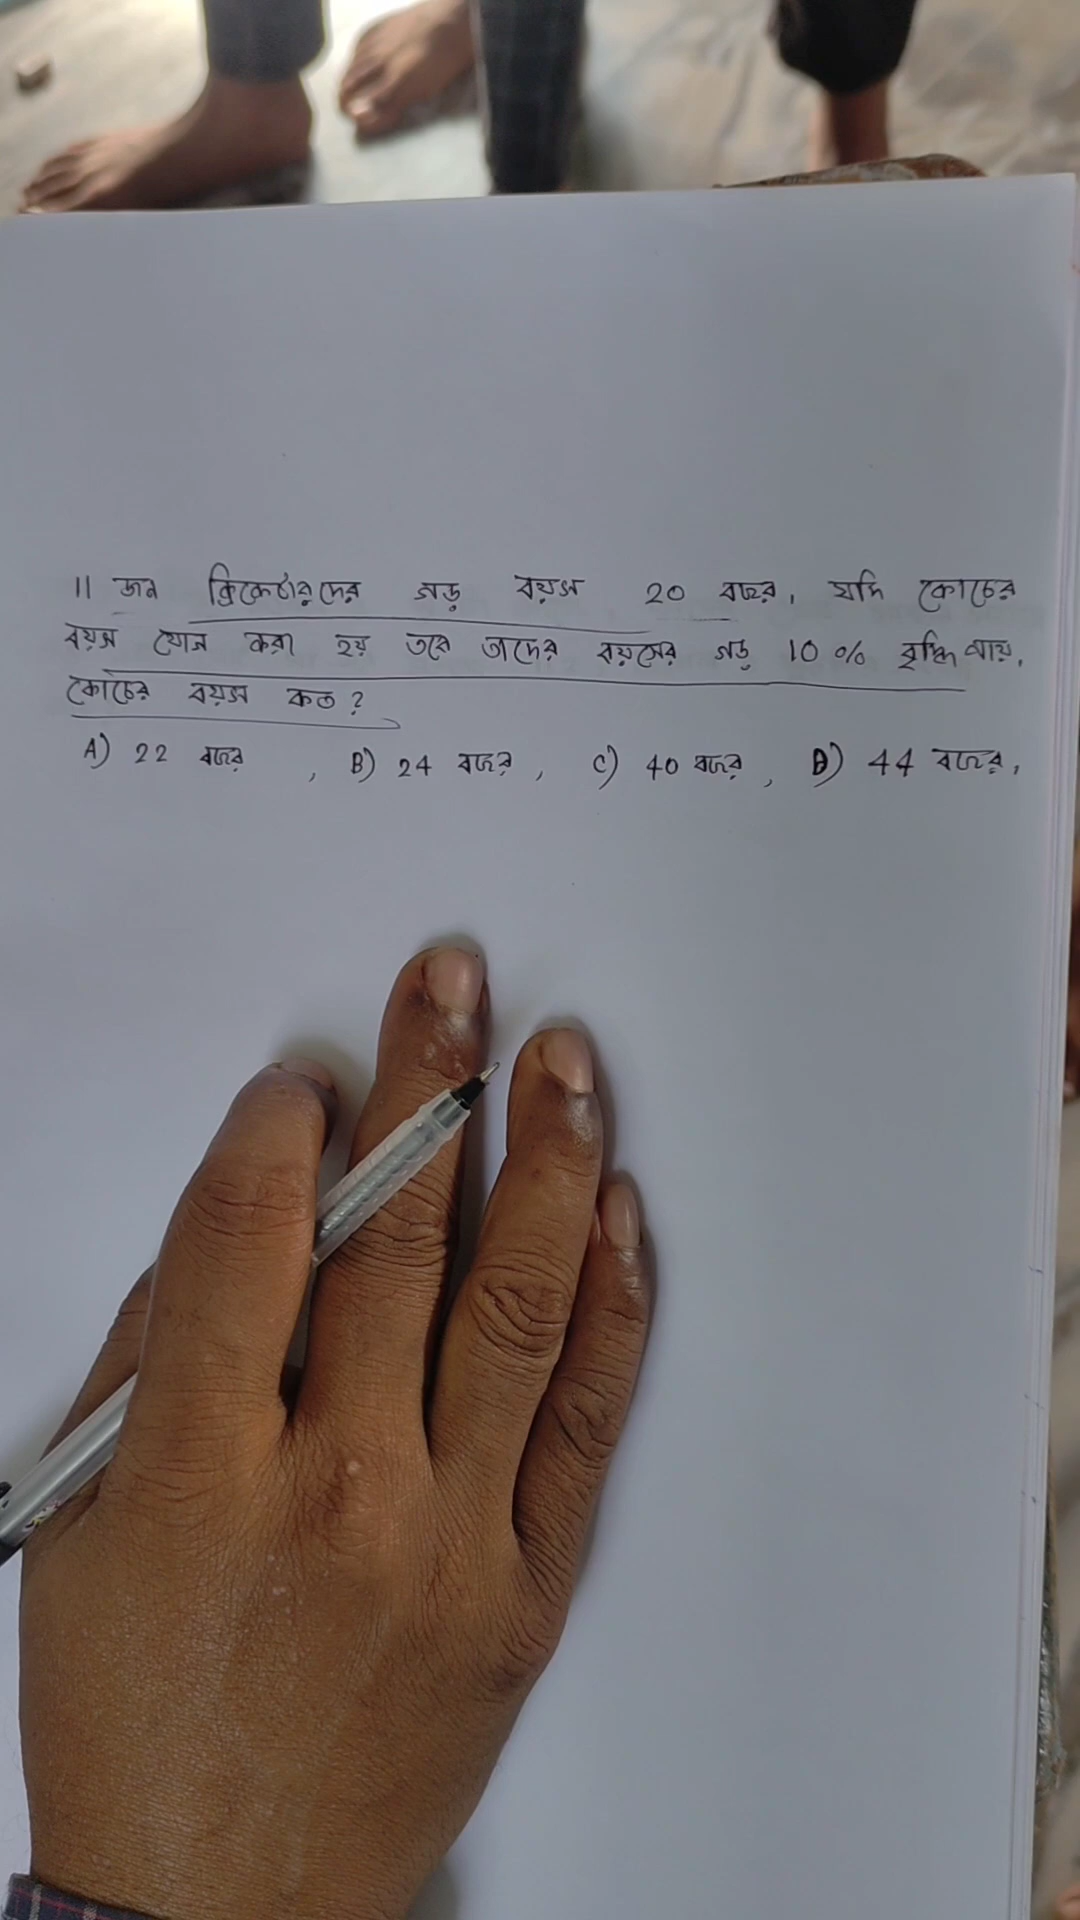 11 জন ক্রিকেটারদের গড় বয়স 20 বছর, যদি কোচের
বয়স যোগ করা হয় তবে তাদের বয়সের গড় 10% বৃদ্ধি পায়,
কোচের বয়স কত?
A) 22 বছর , B) 24 বছর , C) 40 বছর , D) 44 বছর,